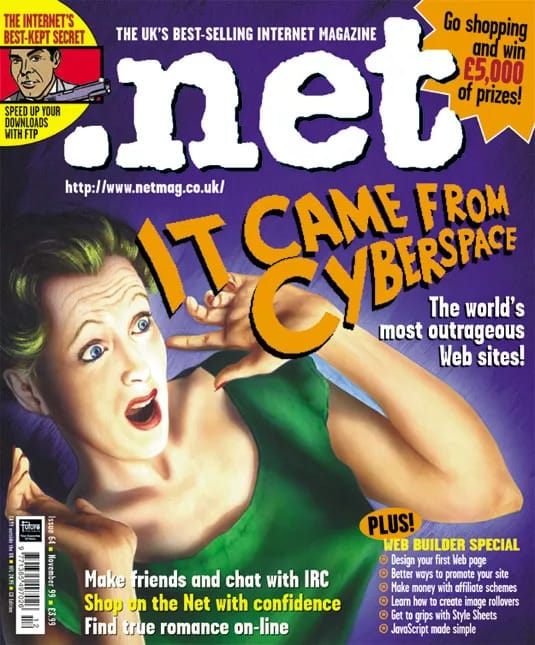 THE INTERNET'S
BEST-KEPT SECRET
SPEED UP YOUR
DOWNLOADS
WITH FTP
THE UK'S BEST-SELLING INTERNET MAGAZINE
Go shopping
and win
£5,000
of prizes!
.net
http://www.netmag.co.uk/
IT CAME FROM
CYBERSPACE
The world's
most outrageous
Web sites!
PLUS!
WEB BUILDER SPECIAL
Design your first Web page
Better ways to promote your site
Make money with affiliate schemes
Learn how to create image rollovers
Get to grips with Style Sheets
JavaScript made simple
Make friends and chat with IRC
Shop on the Net with confidence
Find true romance on-line
Issue 64 ■ November 99 ■ £3.99
Future
12